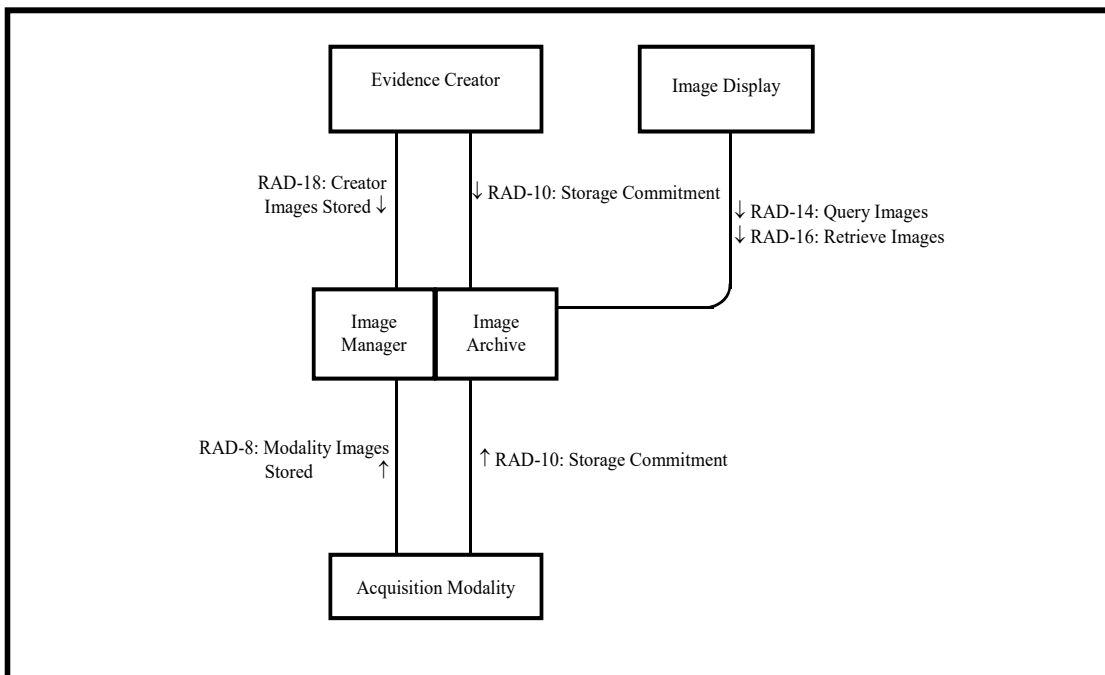 Evidence Creator
Image Display
RAD-18: Creator
Images Stored ↓
↓ RAD-10: Storage Commitment
↓ RAD-14: Query Images
↓ RAD-16: Retrieve Images
Image
Manager
Image
Archive
RAD-8: Modality Images
Stored ↑
↑ RAD-10: Storage Commitment
Acquisition Modality